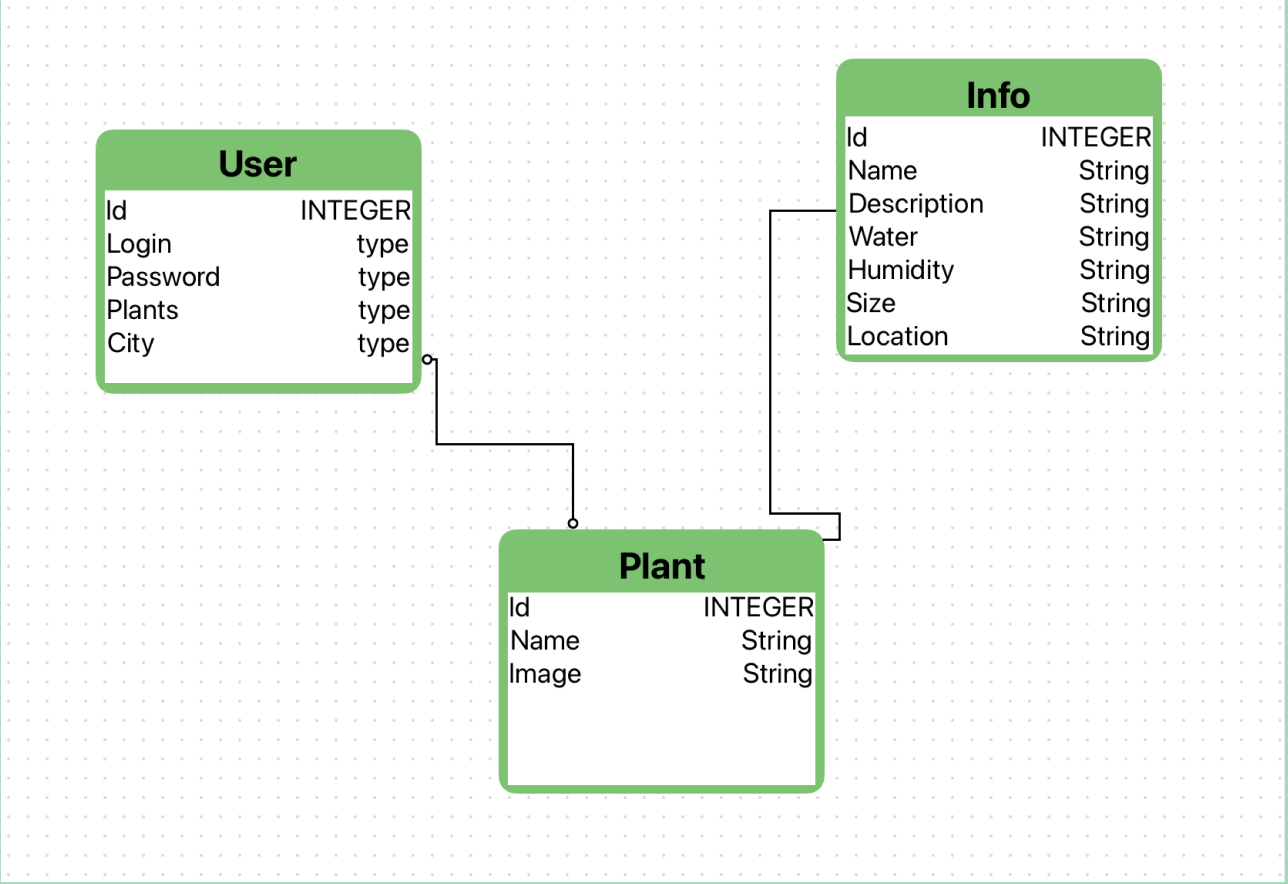 User
Id INTEGER
Login type
Password type
Plants type
City type
Info
Id INTEGER
Name String
Description String
Water String
Humidity String
Size String
Location String
Plant
Id INTEGER
Name String
Image String